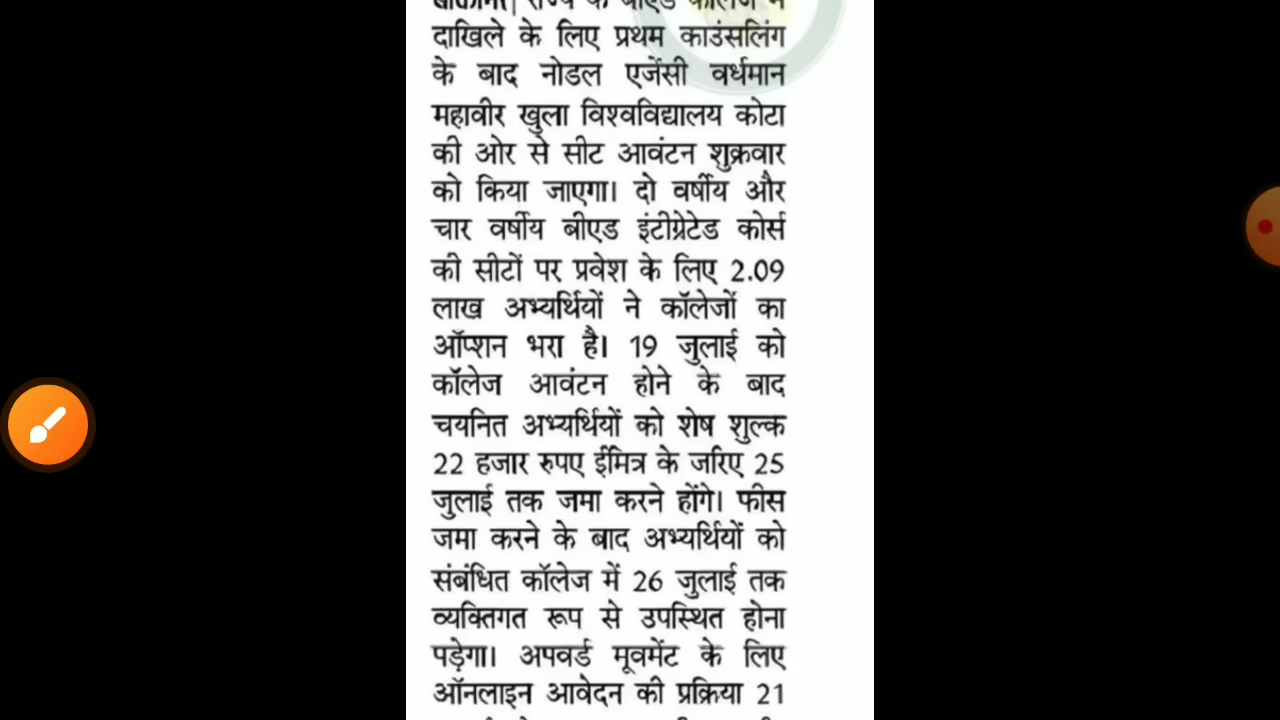 बीकानेर| राज्य के बीएड कॉलेज में
दाखिले के लिए प्रथम काउंसलिंग
के बाद नोडल एजेंसी वर्धमान
महावीर खुला विश्वविद्यालय कोटा
की ओर से सीट आवंटन शुक्रवार
को किया जाएगा। दो वर्षीय और
चार वर्षीय बीएड इंटीग्रेटेड कोर्स
की सीटों पर प्रवेश के लिए 2.09
लाख अभ्यर्थियों ने कॉलेजों का
ऑप्शन भरा है। 19 जुलाई को
कॉलेज आवंटन होने के बाद
चयनित अभ्यर्थियों को शेष शुल्क
22 हजार रुपए ईमित्र के जरिए 25
जुलाई तक जमा करने होंगे। फीस
जमा करने के बाद अभ्यर्थियों को
संबंधित कॉलेज में 26 जुलाई तक
व्यक्तिगत रूप से उपस्थित होना
पड़ेगा। अपवर्ड मूवमेंट के लिए
ऑनलाइन आवेदन की प्रक्रिया 21